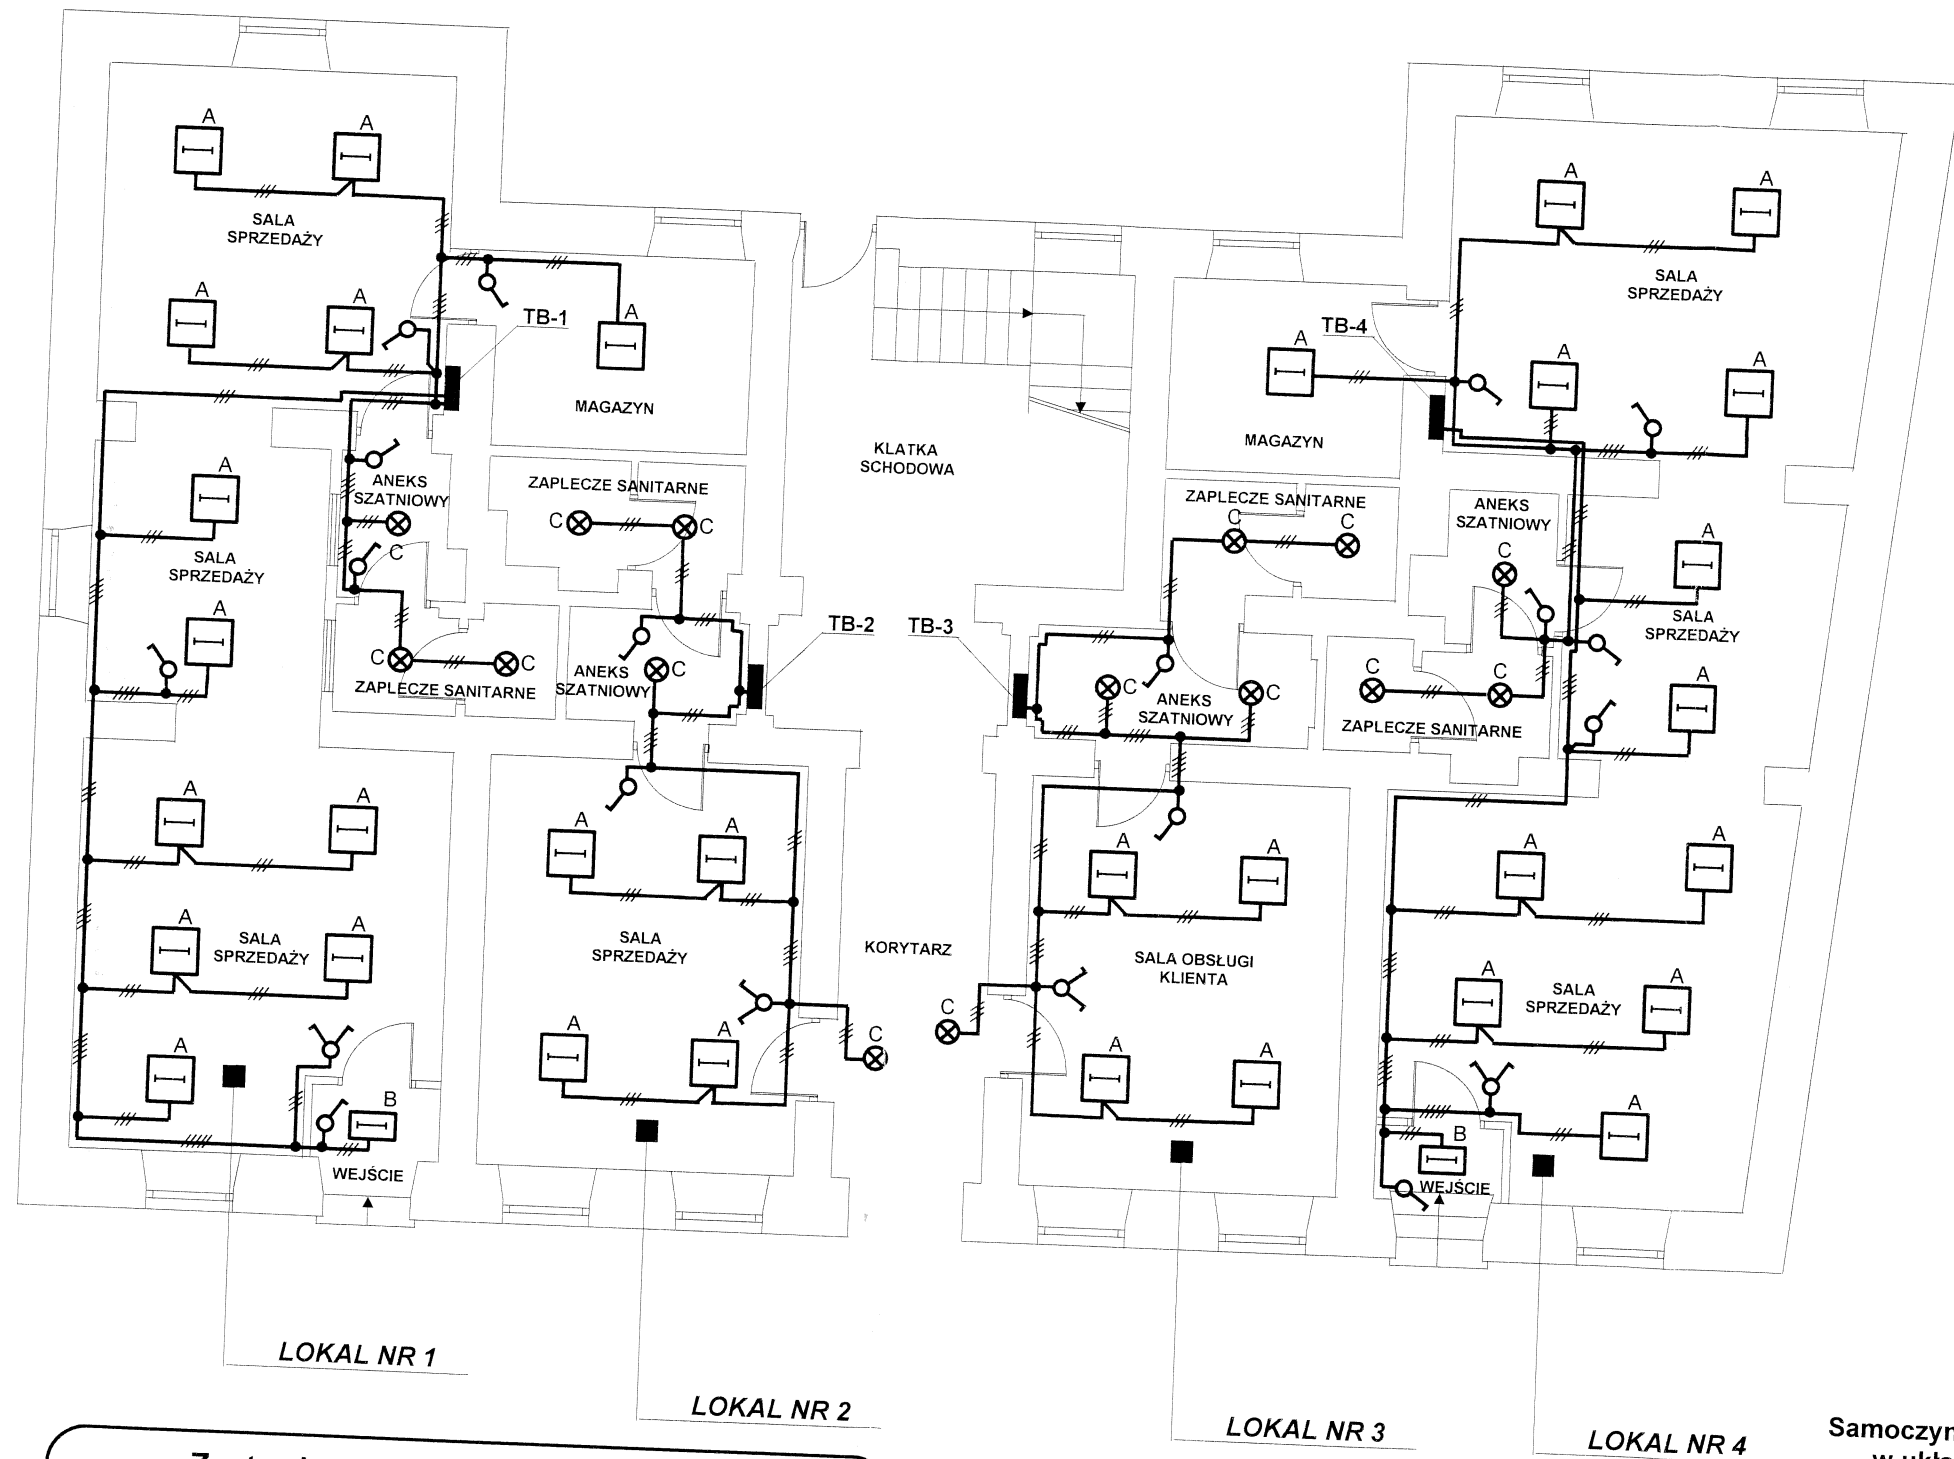 A
A
A
A
SALA
SPRZEDAŻY
SALA
SPRZEDAŻY
A
A
A
TB-1
A
TB-4
A
A
A
MAGAZYN
KLATKA
SCHODOWA
MAGAZYN
A
ANEKS
SZATNIOWY
C
ZAPLECZE SANITARNE
C
C
ZAPLECZE SANITARNE
C
C
ANEKS
SZATNIOWY
C
A
SALA
SPRZEDAŻY
A
SALA
SPRZEDAŻY
C
C
ZAPLECZE SANITARNE
TB-2
TB-3
ANEKS
SZATNIOWY
C
C
ANEKS
SZATNIOWY
C
C
C
ZAPLECZE SANITARNE
A
A
A
A
A
A
A
A
A
A
A
SALA
SPRZEDAŻY
A
SALA
SPRZEDAŻY
KORYTARZ
SALA OBSŁUGI
KLIENTA
A
SALA
SPRZEDAŻY
A
A
B
A
A
C
C
A
A
A
B
WEJŚCIE
WEJŚCIE
LOKAL NR 1
LOKAL NR 2
LOKAL NR 3
LOKAL NR 4
Samoczyn